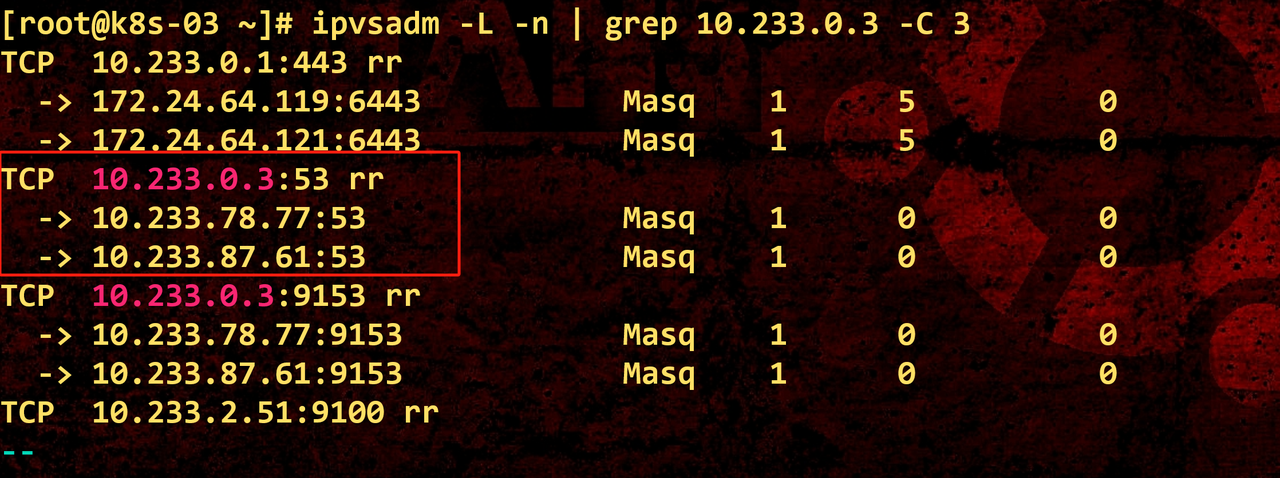 [root@k8s-03 ~]# ipvsadm -L -n | grep 10.233.0.3 -C 3
TCP  10.233.0.1:443 rr
  -> 172.24.64.119:6443           Masq    1      5          0
  -> 172.24.64.121:6443           Masq    1      5          0
TCP  10.233.0.3:53 rr
  -> 10.233.78.77:53              Masq    1      0          0
  -> 10.233.87.61:53              Masq    1      0          0
TCP  10.233.0.3:9153 rr
  -> 10.233.78.77:9153            Masq    1      0          0
  -> 10.233.87.61:9153            Masq    1      0          0
TCP  10.233.2.51:9100 rr
--